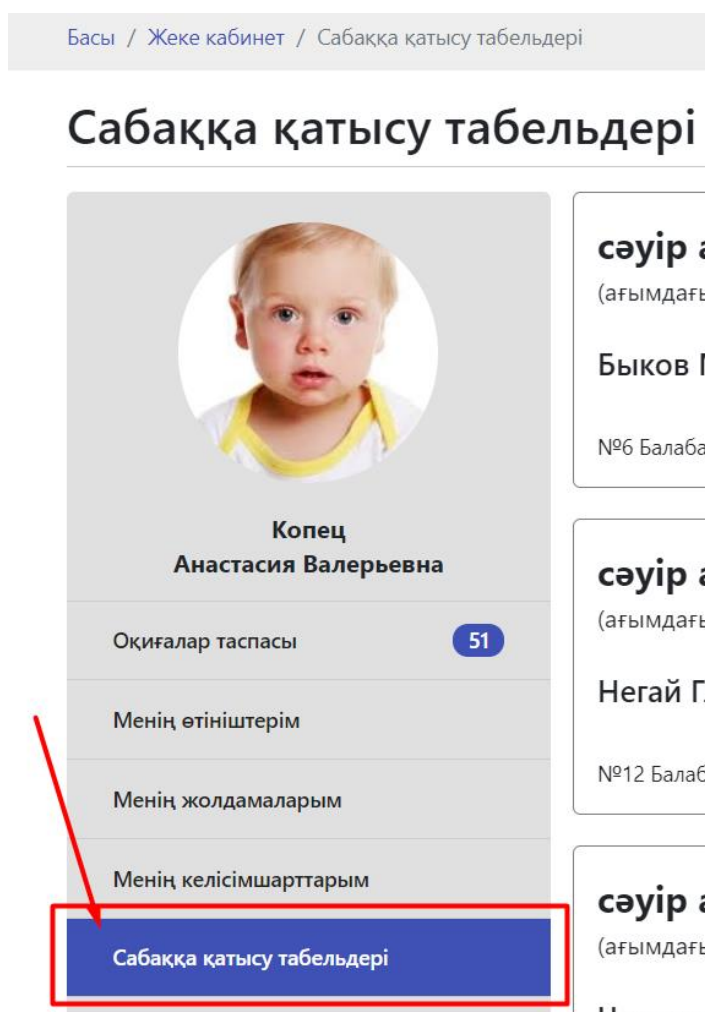 Басы / Жеке кабинет / Сабаққа қатысу табельдері
Сабаққа қатысу табельдері
Копец
Анастасия Валерьевна
Оқиғалар таспасы 51
Менің өтініштерім
Менің жолдамаларым
Менің келісімшарттарым
Сабаққа қатысу табельдері
сәуір
Быков
№6
сәуір
Негай
№12
сәуір